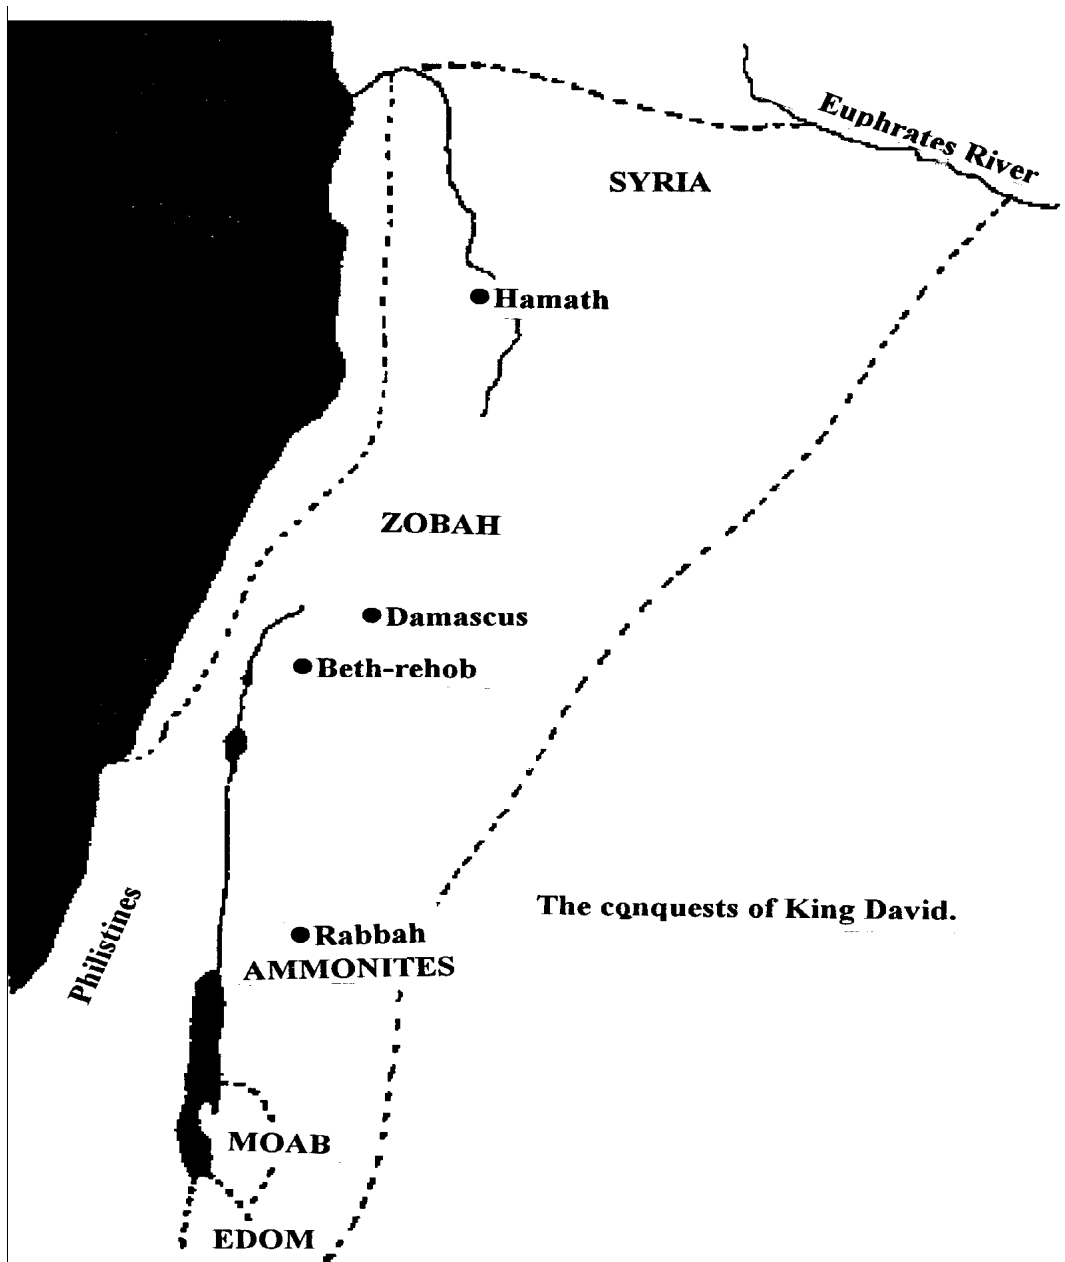 Euphrates River
SYRIA
Hamath
ZOBAH
Damascus
Beth-rehob
Philistines
The conquests of King David.
Rabbah
AMMONITES
MOAB
EDOM